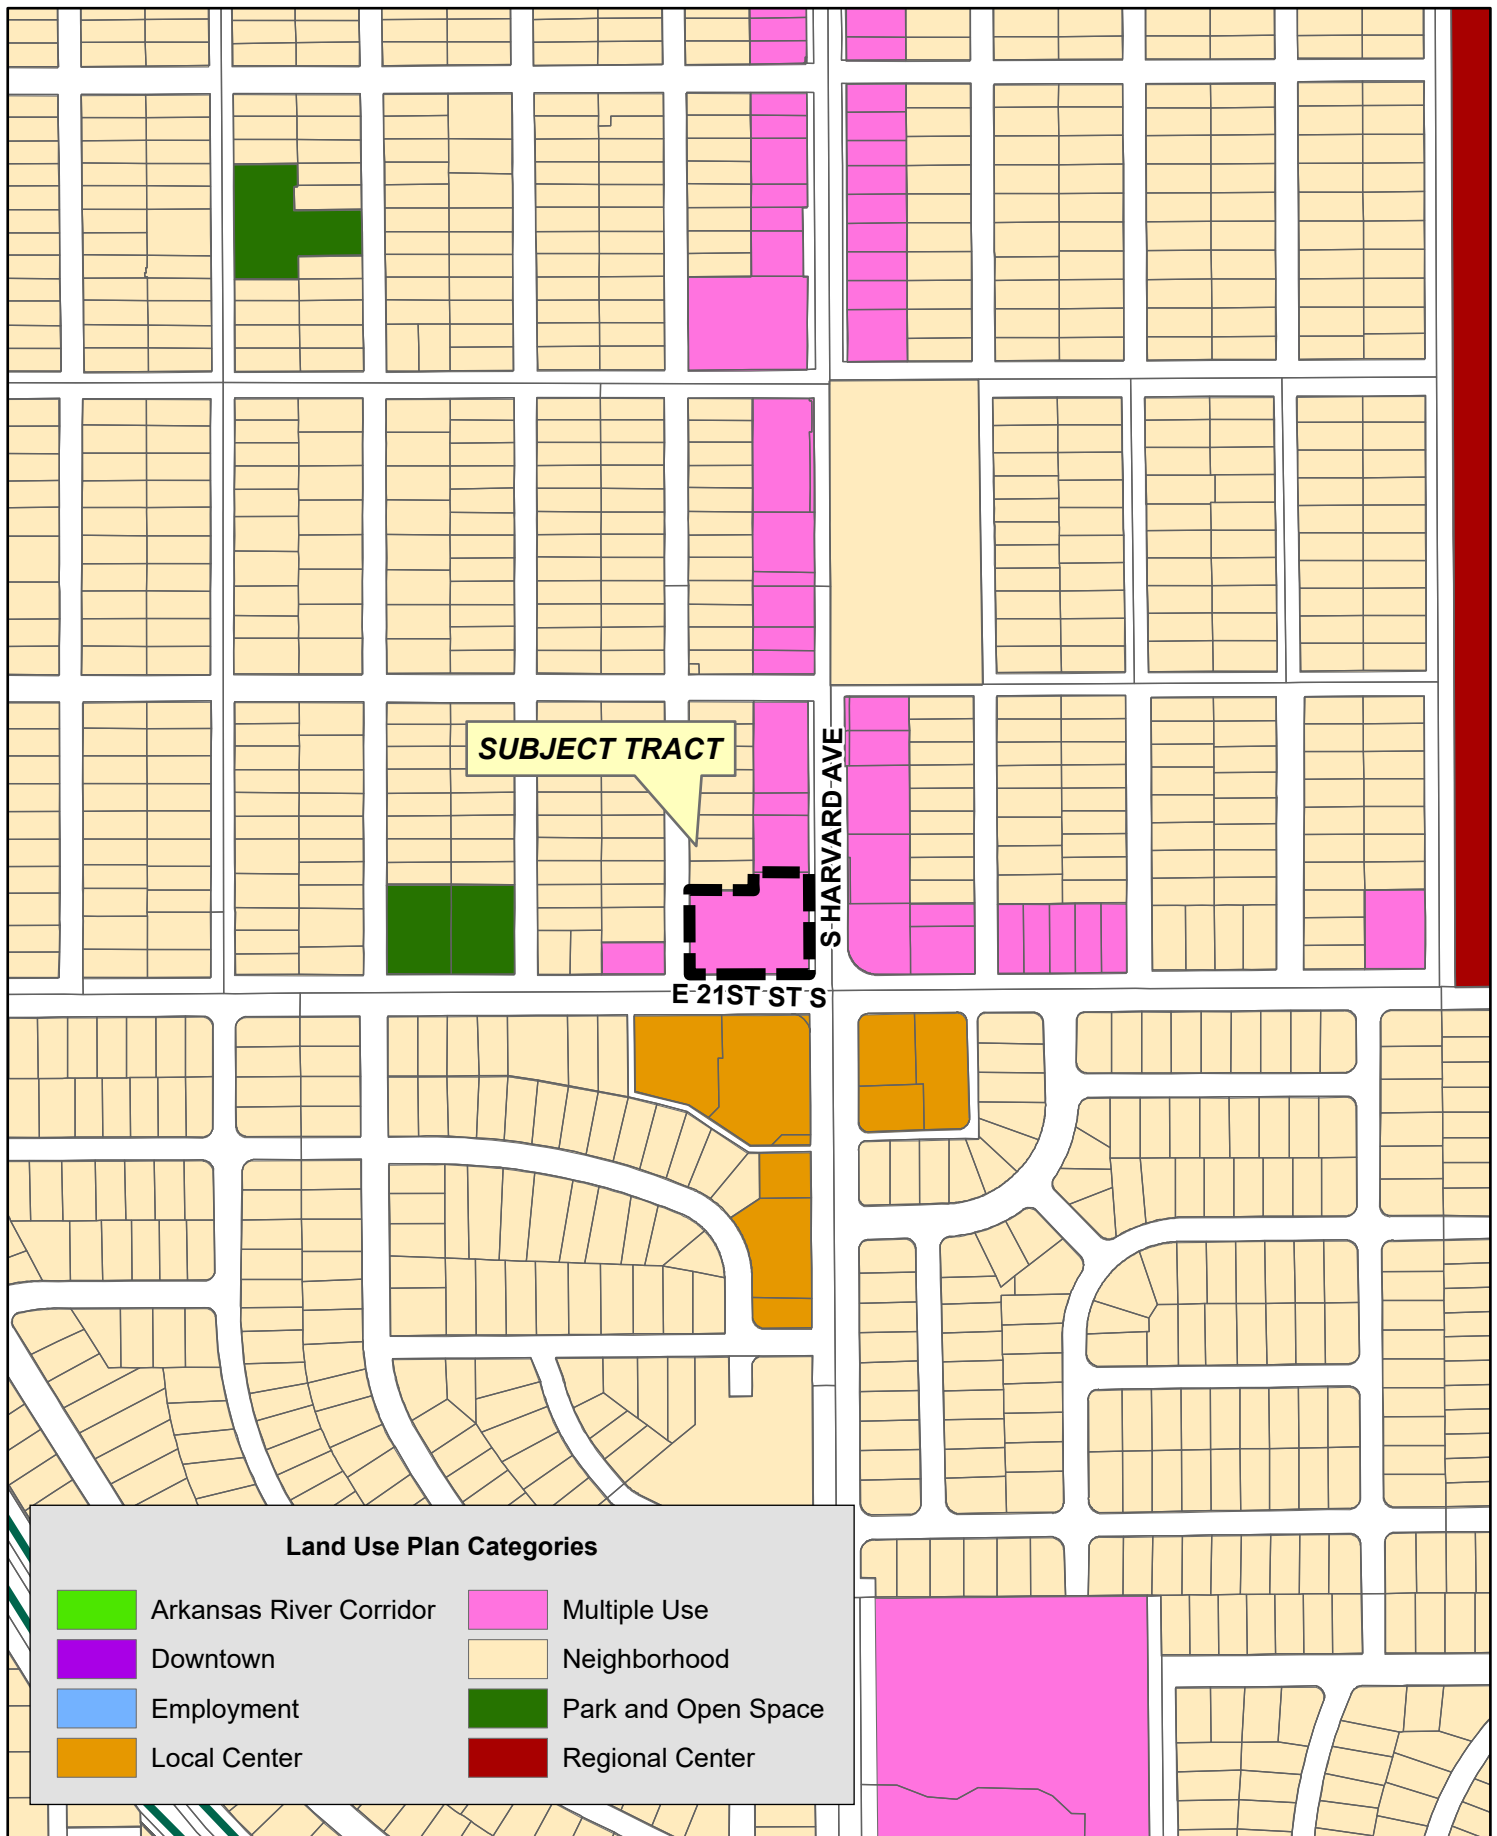 SUBJECT TRACT
S HARVARD AVE
E 21ST ST S
Land Use Plan Categories
Arkansas River Corridor
Multiple Use
Downtown
Neighborhood
Employment
Park and Open Space
Local Center
Regional Center